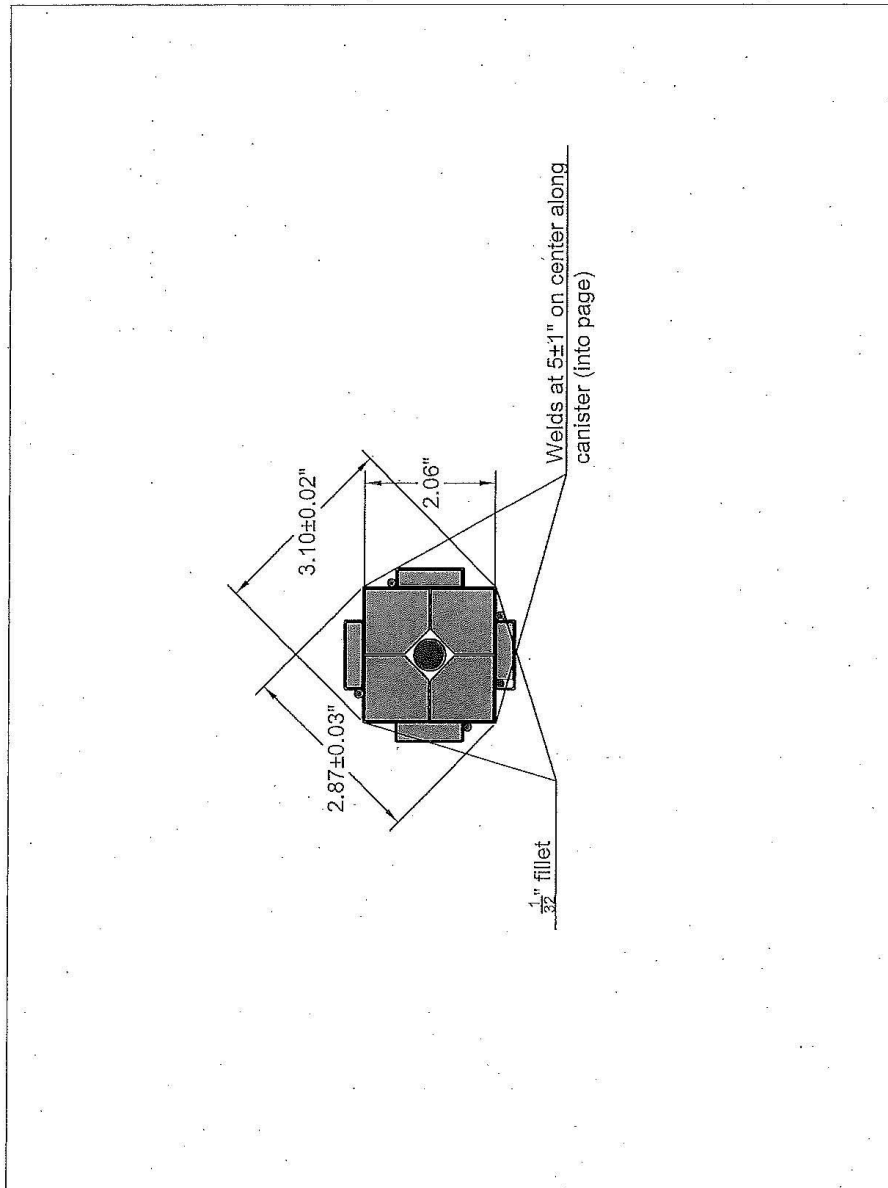 3.10±0.02"
2.87±0.03"
2.06"
Welds at 5±1" on center along
canister (into page)
1/32" fillet